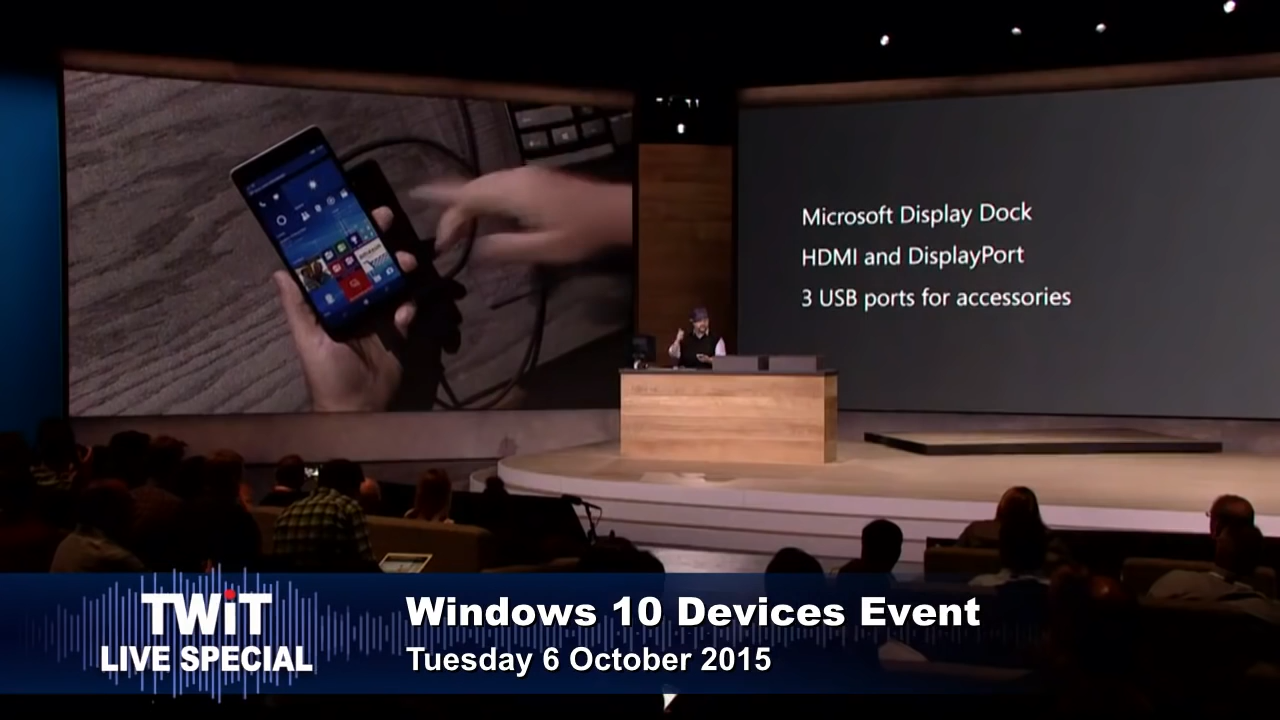 Microsoft Display Dock
HDMI and DisplayPort
3 USB ports for accessories
TWiT
LIVE SPECIAL
Windows 10 Devices Event
Tuesday 6 October 2015